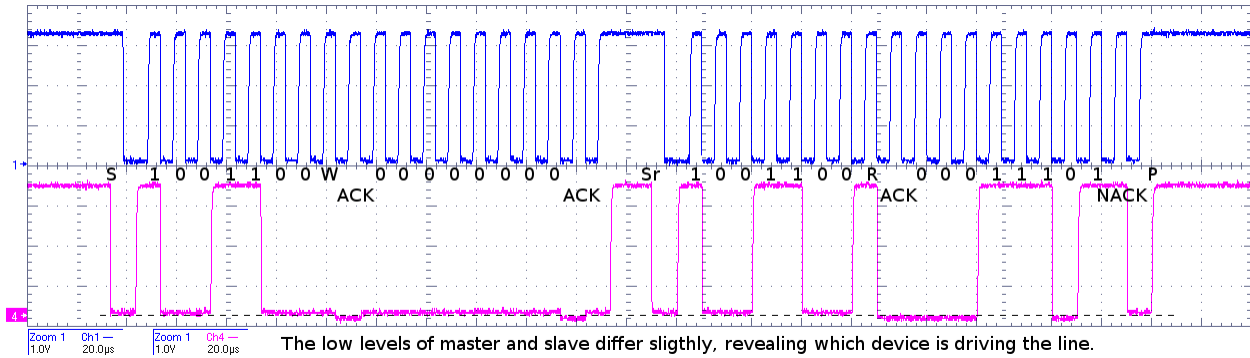 1
S 1 0 0 1 1 0 0 W 0 0 0 0 0 0 0 0 Sr 1 0 0 1 1 0 0 R 0 0 0 1 1 1 0 1 P
ACK ACK ACK NACK
4
Zoom 1 Ch1 Zoom 1 Ch4
1.0V 20.0µs 1.0V 20.0µs
The low levels of master and slave differ sligthly, revealing which device is driving the line.